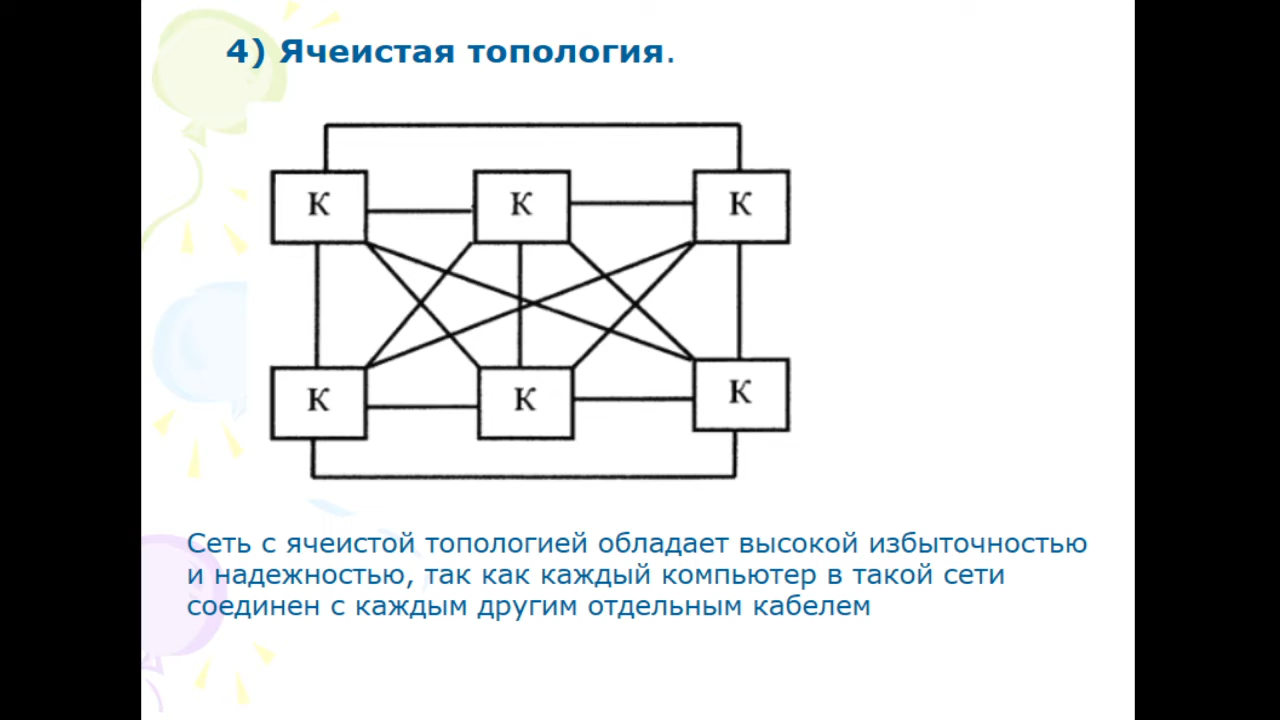 4) Ячеистая топология.
К К К
К К К
Сеть с ячеистой топологией обладает высокой избыточностью
и надежностью, так как каждый компьютер в такой сети
соединен с каждым другим отдельным кабелем